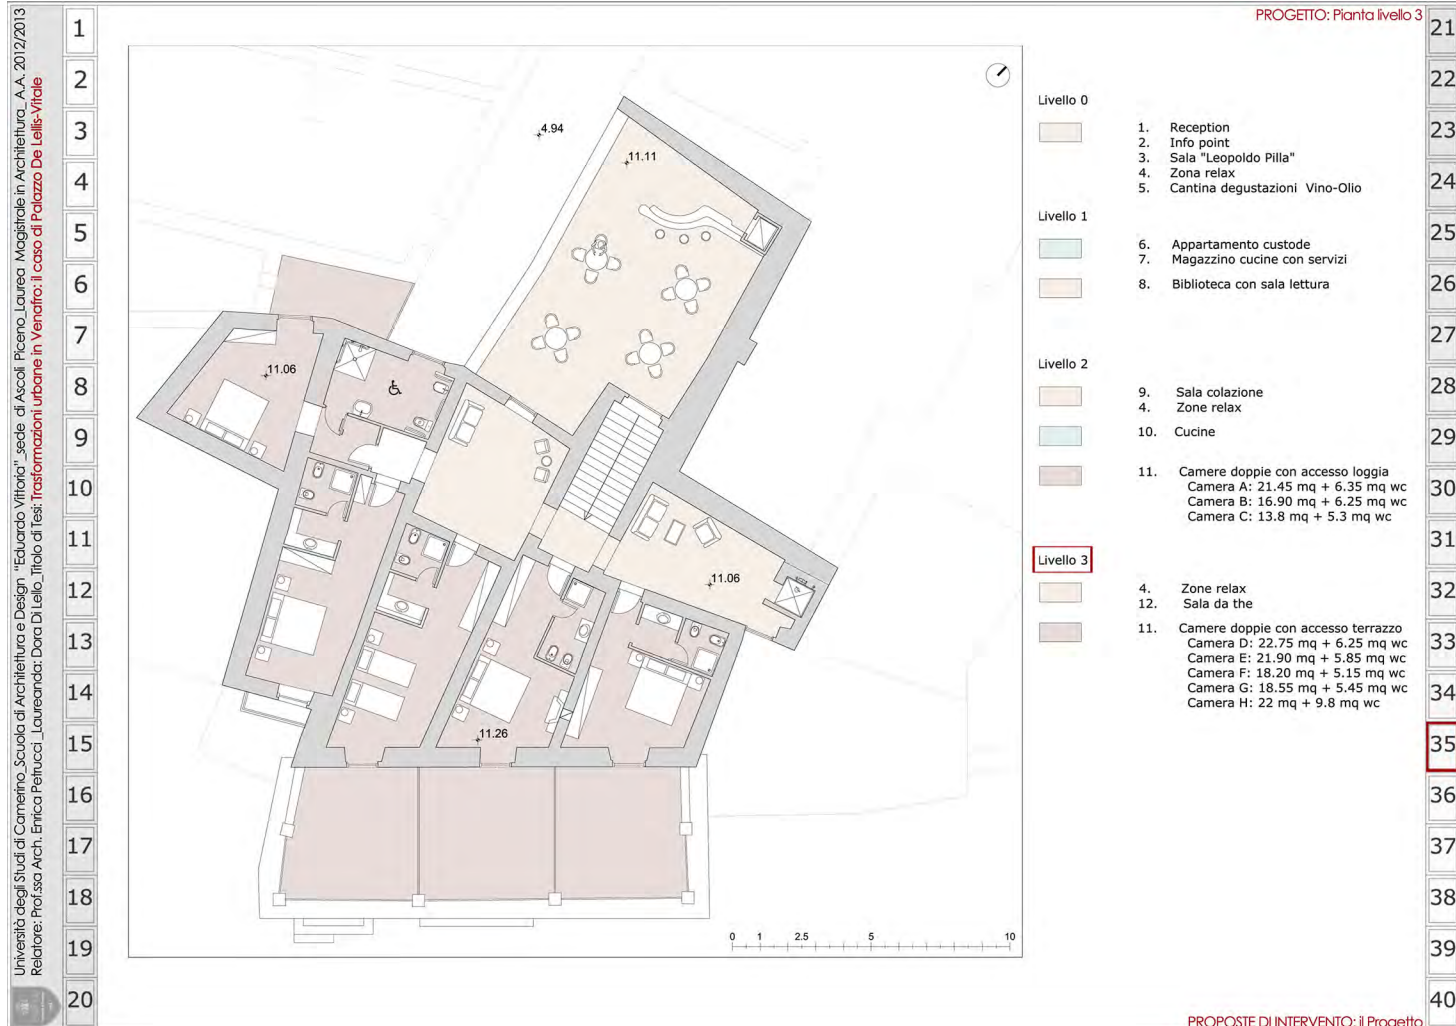 Università degli Studi di Camerino_Scuola di Architettura e Design "Eduardo Vittoria"_sede di Ascoli Piceno_Laurea Magistrale in Architettura_A.A. 2012/2013
Relatore: Prof.ssa Arch. Enrica Petrucci_Laureanda: Dora Di Lello_Titolo di Tesi: Trasformazioni urbane in Venafro: il caso di Palazzo De Lellis-Vitale
1
2
3
4
5
6
7
8
9
10
11
12
13
14
15
16
17
18
19
20
PROGETTO: Pianta livello 3
4.94
11.11
11.06
11.06
11.26
0 1 2.5 5 10
Livello 0
1. Reception
2. Info point
3. Sala "Leopoldo Pilla"
4. Zona relax
5. Cantina degustazioni Vino-Olio
Livello 1
6. Appartamento custode
7. Magazzino cucine con servizi
8. Biblioteca con sala lettura
Livello 2
9. Sala colazione
4. Zone relax
10. Cucine
11. Camere doppie con accesso loggia
Camera A: 21.45 mq + 6.35 mq wc
Camera B: 16.90 mq + 6.25 mq wc
Camera C: 13.8 mq + 5.3 mq wc
Livello 3
4. Zone relax
12. Sala da the
11. Camere doppie con accesso terrazzo
Camera D: 22.75 mq + 6.25 mq wc
Camera E: 21.90 mq + 5.85 mq wc
Camera F: 18.20 mq + 5.15 mq wc
Camera G: 18.55 mq + 5.45 mq wc
Camera H: 22 mq + 9.8 mq wc
21
22
23
24
25
26
27
28
29
30
31
32
33
34
35
36
37
38
39
40
PROPOSTE DI INTERVENTO: il Progetto